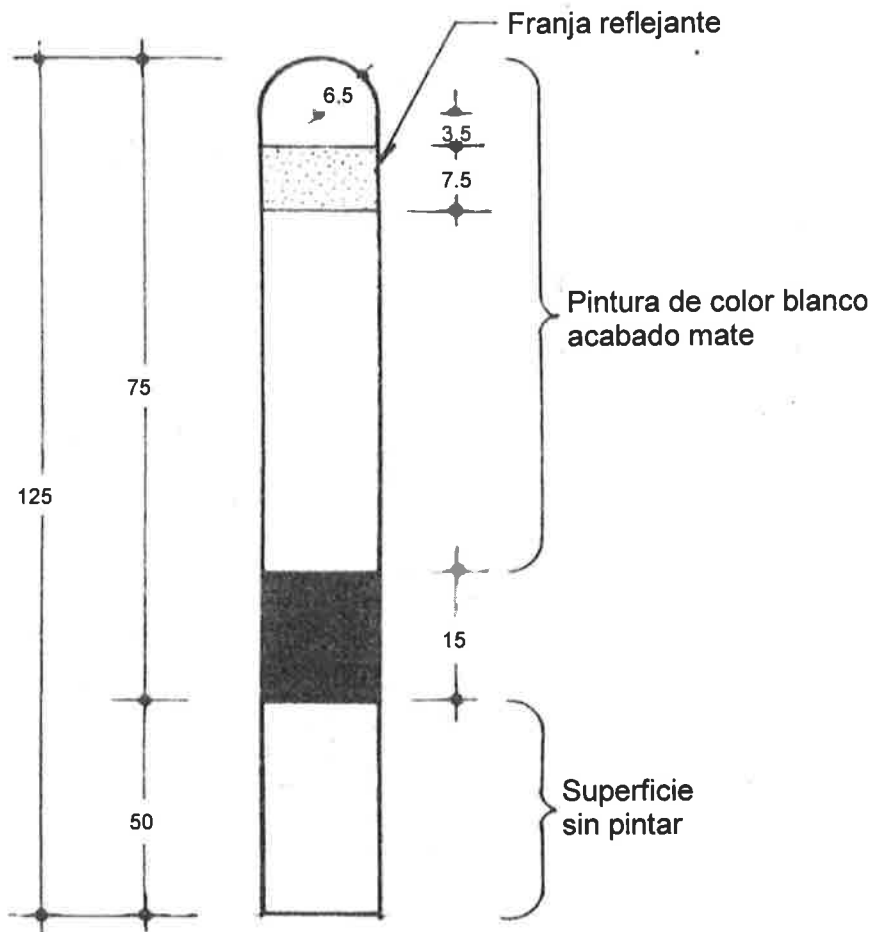 Franja reflejante
6.5
3.5
7.5
Pintura de color blanco
acabado mate
75
125
15
Superficie
sin pintar
50